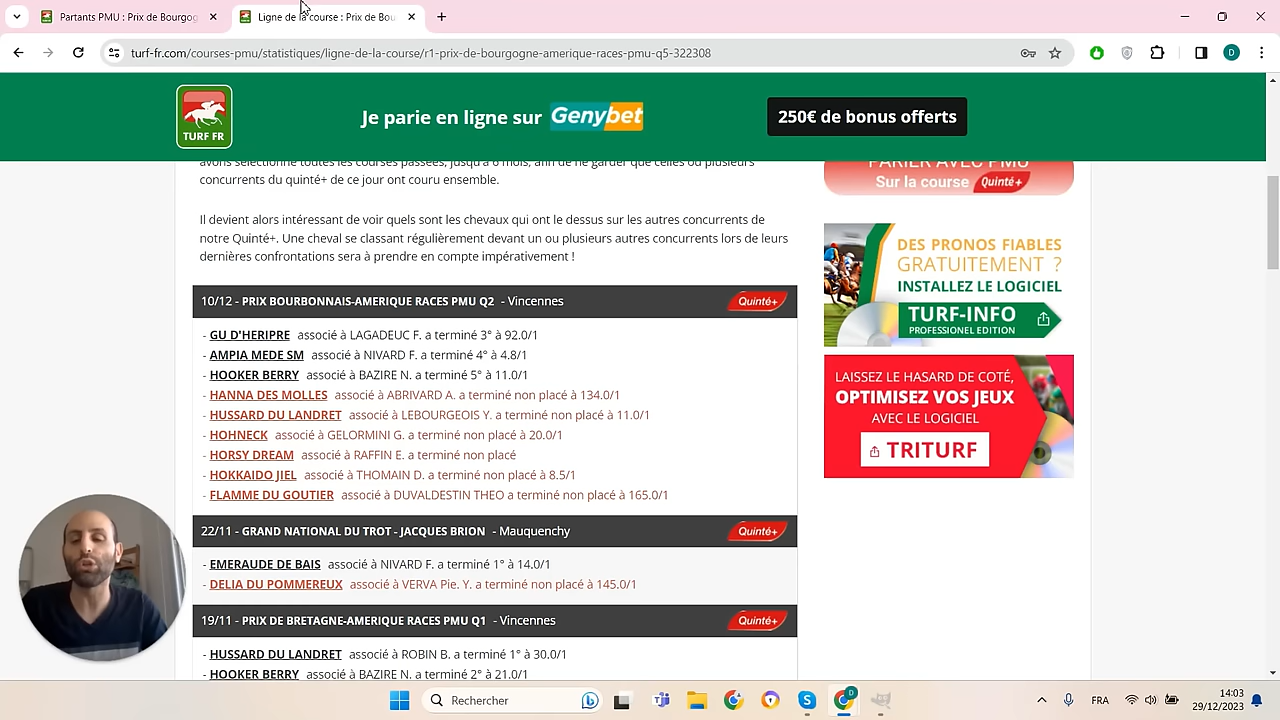 Partants PMU : Prix de Bourgog
Ligne de la course : Prix de Bou
turf-fr.com/courses-pmu/statistiques/ligne-de-la-course/r1-prix-de-bourgogne-amerique-races-pmu-q5-322308
D
TURF FR
Je parie en ligne sur Genybet
250€ de bonus offerts
avons sélectionné toutes les courses passées, jusqu'à 6 mois, afin de ne garder que celles où plusieurs
concurrents du quinté+ de ce jour ont couru ensemble.
Il devient alors intéressant de voir quels sont les chevaux qui ont le dessus sur les autres concurrents de
notre Quinté+. Une cheval se classant régulièrement devant un ou plusieurs autres concurrents lors de leurs
dernières confrontations sera à prendre en compte impérativement !
10/12 - PRIX BOURBONNAIS-AMERIQUE RACES PMU Q2 - Vincennes
Quinté+
- GU D'HERIPRE associé à LAGADEUC F. a terminé 3° à 92.0/1
- AMPIA MEDE SM associé à NIVARD F. a terminé 4° à 4.8/1
- HOOKER BERRY associé à BAZIRE N. a terminé 5° à 11.0/1
- HANNA DES MOLLES associé à ABRIVARD A. a terminé non placé à 134.0/1
- HUSSARD DU LANDRET associé à LEBOURGEOIS Y. a terminé non placé à 11.0/1
- HOHNECK associé à GELORMINI G. a terminé non placé à 20.0/1
- HORSY DREAM associé à RAFFIN E. a terminé non placé
- HOKKAIDO JIEL associé à THOMAIN D. a terminé non placé à 8.5/1
- FLAMME DU GOUTIER associé à DUVALDESTIN THEO a terminé non placé à 165.0/1
22/11 - GRAND NATIONAL DU TROT - JACQUES BRION - Mauquenchy
Quinté+
- EMERAUDE DE BAIS associé à NIVARD F. a terminé 1° à 14.0/1
- DELIA DU POMMEREUX associé à VERVA Pie. Y. a terminé non placé à 145.0/1
19/11 - PRIX DE BRETAGNE-AMERIQUE RACES PMU Q1 - Vincennes
Quinté+
- HUSSARD DU LANDRET associé à ROBIN B. a terminé 1° à 30.0/1
- HOOKER BERRY associé à BAZIRE N. a terminé 2° à 21.0/1
PARIER AVEC PMU
Sur la course Quinté+
DES PRONOS FIABLES
GRATUITEMENT ?
INSTALLEZ LE LOGICIEL
TURF-INFO
PROFESSIONEL EDITION
LAISSEZ LE HASARD DE COTÉ,
OPTIMISEZ VOS JEUX
AVEC LE LOGICIEL
TRITURF
Rechercher
D
FRA
14:03
29/12/2023